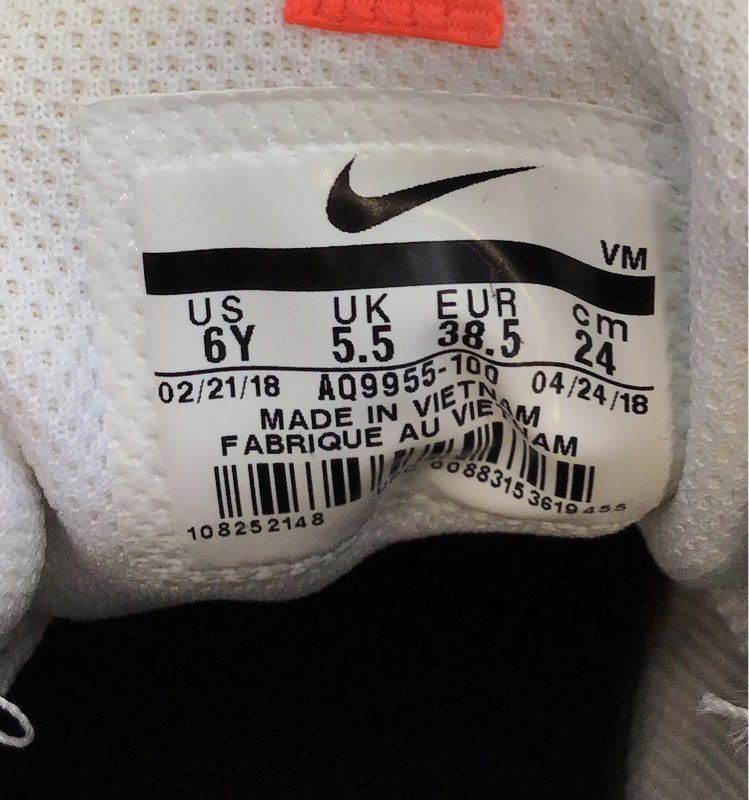 VM
US UK EUR cm
6Y 5.5 38.5 24
02/21/18 AQ9955-100 04/24/18
MADE IN VIETNAM
FABRIQUE AU VIETNAM
108252148 00883153619455